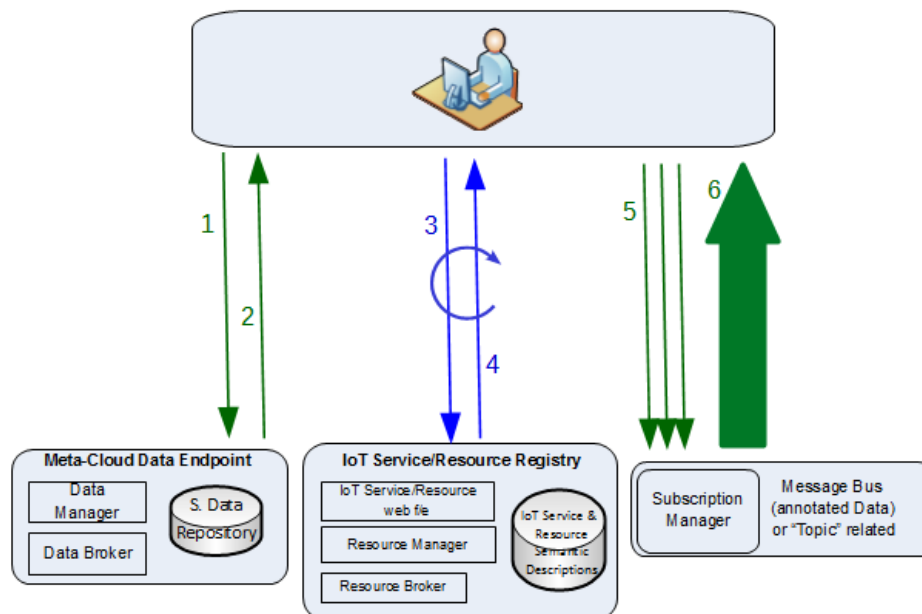 1
2
3
4
5
6
Meta-Cloud Data Endpoint
Data
Manager
Data Broker
S. Data
Repository
IoT Service/Resource Registry
IoT Service/Resource
web f/e
Resource Manager
Resource Broker
IoT Service &
Resource
Semantic
Descriptions
Subscription
Manager
Message Bus
(annotated Data)
or “Topic” related